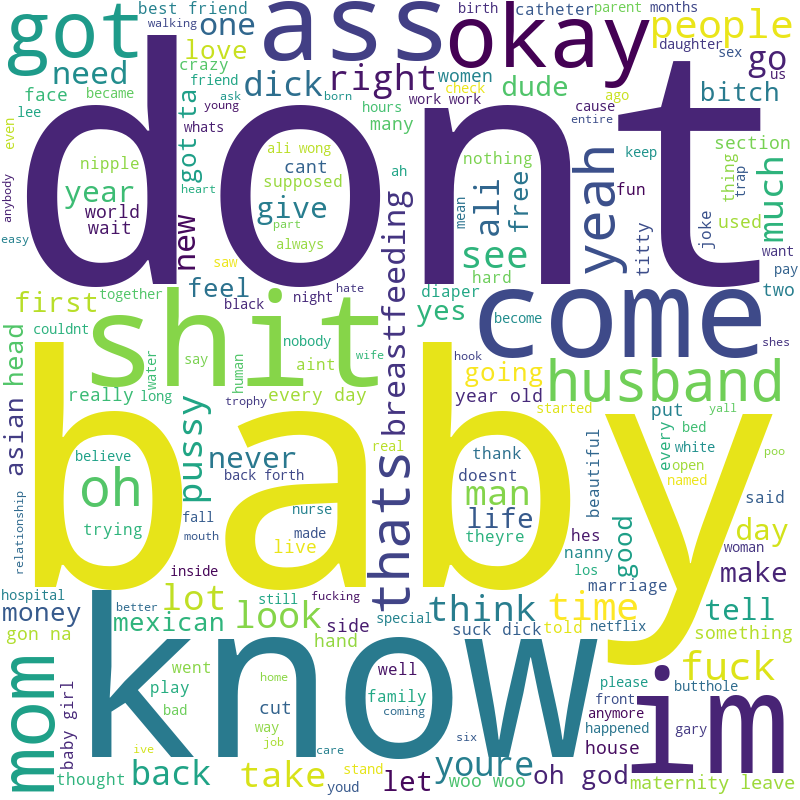 got
best friend
walking
one
love
crazy
friend
need
face
became
lee
even
ass
birth
catheter
parent
months
okay
people
daughter
sex
go
us
dick
right
women
check
dude
ago
bitch
young
ask
born
hours
work work
cause
entire
whats
many
gotta
dont
ali wong
cant
supposed
nothing
keep
section
nipple
year
world
wait
heart
give
part
always
ah
ali
free
fun
yeah
titty
joke
thing
trap
used
much
want
pay
two
anybody
easy
new
saw
mean
see
hard
feel
black
night
hate
breastfeeding
diaper
yes
become
come
shes
first
together
couldnt
shit
nobody
wife
hook
husband
head
asian
water
say
human
aint
going
really
long
trophy
every day
year old
started
put
yall
baby
pussy
never
real
believe
back forth
thank
doesnt
man
life
theyre
beautiful
every
bed
white
open
named
poo
said
oh
trying
fall
mouth
nurse
made
live
thats
hes
nanny
los
good
day
woman
relationship
inside
hospital
money
gon na
better
mexican
lot
still
fucking
look
hand
special
side
think
suck dick
time
told
netflix
marriage
make
tell
something
mom
baby girl
know
went
play
bad
home
cut
way
job
well
family
coming
six
please
front
anymore
happened
house
butthole
gary
fuck
im
thought
back
ive
take
care
stand
youd
let
youre
woo woo
oh god
maternity leave